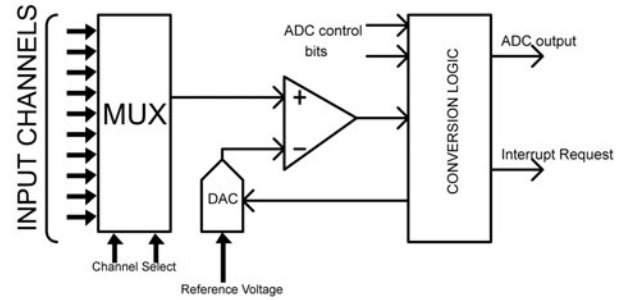 INPUT CHANNELS
MUX
Channel Select
ADC control
bits
+
−
DAC
Reference Voltage
CONVERSION LOGIC
ADC output
Interrupt Request